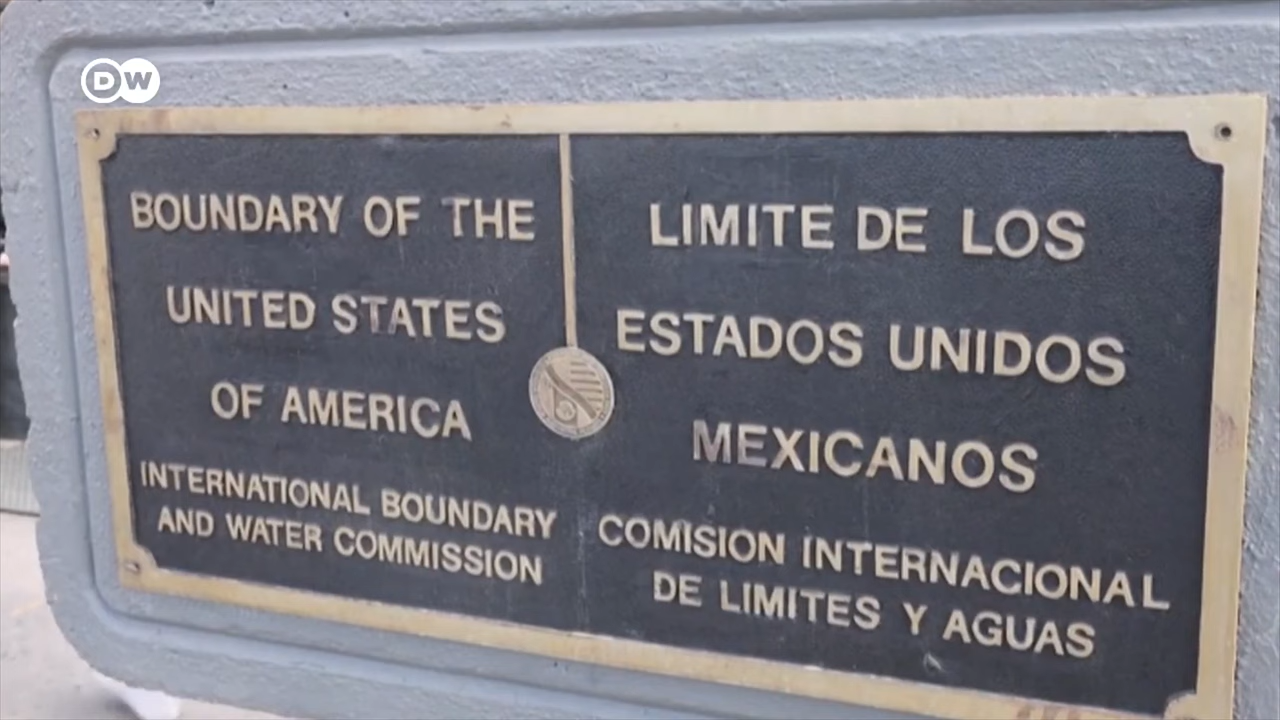 DW
BOUNDARY OF THE
UNITED STATES
OF AMERICA
INTERNATIONAL BOUNDARY
AND WATER COMMISSION
LIMITE DE LOS
ESTADOS UNIDOS
MEXICANOS
COMISION INTERNACIONAL
DE LIMITES Y AGUAS